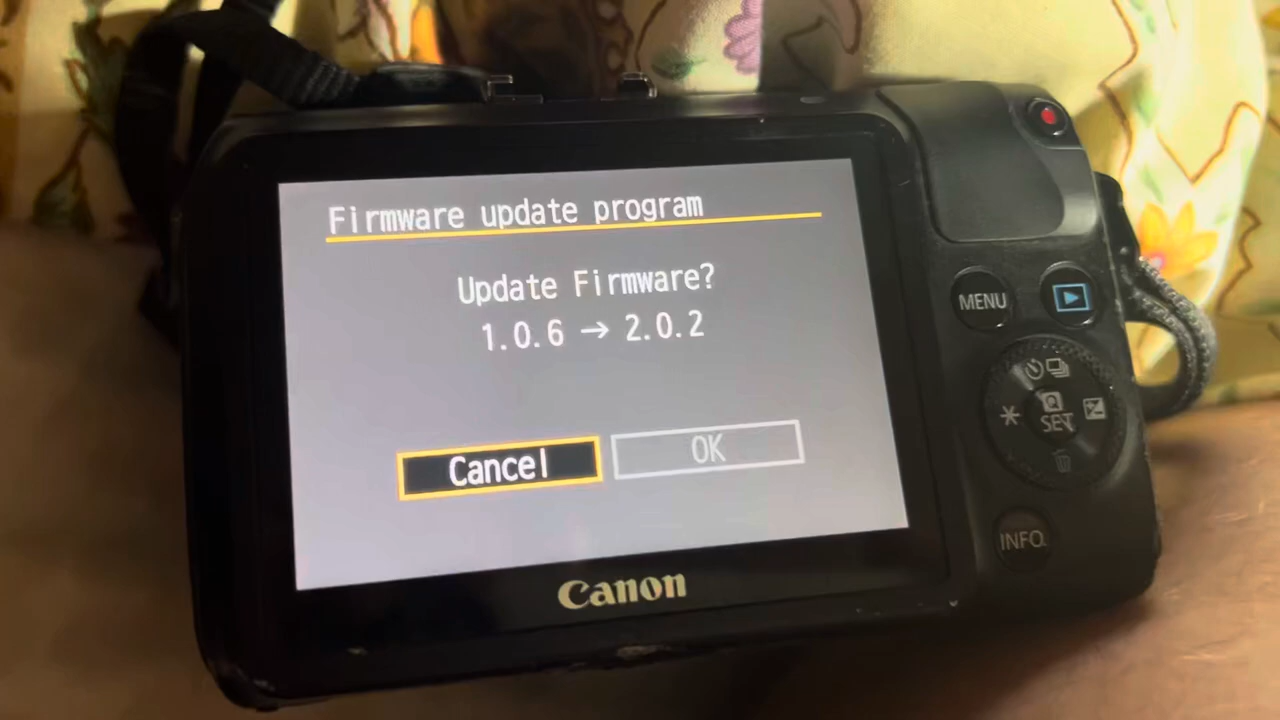 Firmware update program
Update Firmware?
1.0.6 → 2.0.2
Cancel
OK
Canon
MENU
SET
INFO.